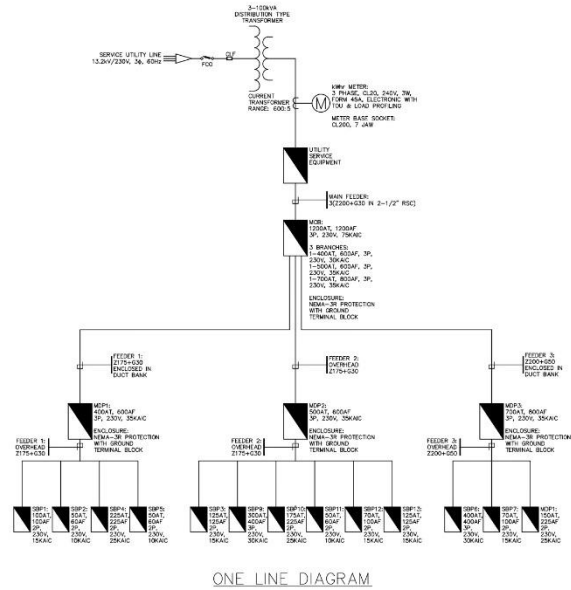 3-100kVA
DISTRIBUTION TYPE
TRANSFORMER
SERVICE UTILITY LINE
13.2kV/230V, 3φ, 60Hz
FCO
CLF
CURRENT
TRANSFORMER
RANGE: 600:5
M
KWHr METER:
3 PHASE, CL20, 240V, 3W,
FORM 45A, ELECTRONIC WITH
TOU & LOAD PROFILING
METER BASE SOCKET:
CL200, 7 JAW
UTILITY
SERVICE
EQUIPMENT
MAIN FEEDER:
3(Z200+G30 IN 2-1/2" RSC)
MCB:
1200AT, 1200AF
3P, 230V, 75KAIC
3 BRANCHES:
1-400AT, 600AF, 3P,
230V, 30KAIC
1-500AT, 600AF, 3P,
230V, 35KAIC
1-700AT, 800AF, 3P,
230V, 35KAIC
ENCLOSURE:
NEMA-3R PROTECTION
WITH GROUND
TERMINAL BLOCK
FEEDER 1:
Z175+G30
ENCLOSED IN
DUCT BANK
FEEDER 2:
OVERHEAD
Z175+G30
FEEDER 3:
Z200+G50
ENCLOSED IN
DUCT BANK
MDP1:
400AT, 600AF
3P, 230V, 35KAIC
ENCLOSURE:
NEMA-3R PROTECTION
WITH GROUND
TERMINAL BLOCK
FEEDER 1:
OVERHEAD
Z175+G30
MDP2:
500AT, 600AF
3P, 230V, 35KAIC
ENCLOSURE:
NEMA-3R PROTECTION
WITH GROUND
TERMINAL BLOCK
FEEDER 2:
OVERHEAD
Z175+G30
MDP3:
700AT, 800AF
3P, 230V, 35KAIC
ENCLOSURE:
NEMA-3R PROTECTION
WITH GROUND
TERMINAL BLOCK
FEEDER 3:
OVERHEAD
Z200+G50
SBP1:
100AT,
100AF
2P,
230V,
15KAIC
SBP2:
50AT,
60AF
2P,
230V,
10KAIC
SBP4:
225AT,
225AF
2P,
230V,
25KAIC
SBP5:
50AT,
60AF
2P,
230V,
10KAIC
SBP3:
125AT,
125AF
2P,
230V,
15KAIC
SBP9:
300AT,
400AF
2P,
230V,
30KAIC
SBP10:
175AT,
225AF
2P,
230V,
25KAIC
SBP11:
50AT,
60AF
2P,
230V,
10KAIC
SBP12:
70AT,
100AF
2P,
230V,
10KAIC
SBP13:
125AT,
125AF
2P,
230V,
15KAIC
SBP6:
400AT,
400AF
3P,
230V,
30KAIC
SBP7:
70AT,
100AF
2P,
230V,
15KAIC
MDP1:
150AT,
225AF
2P,
230V,
25KAIC
ONE LINE DIAGRAM